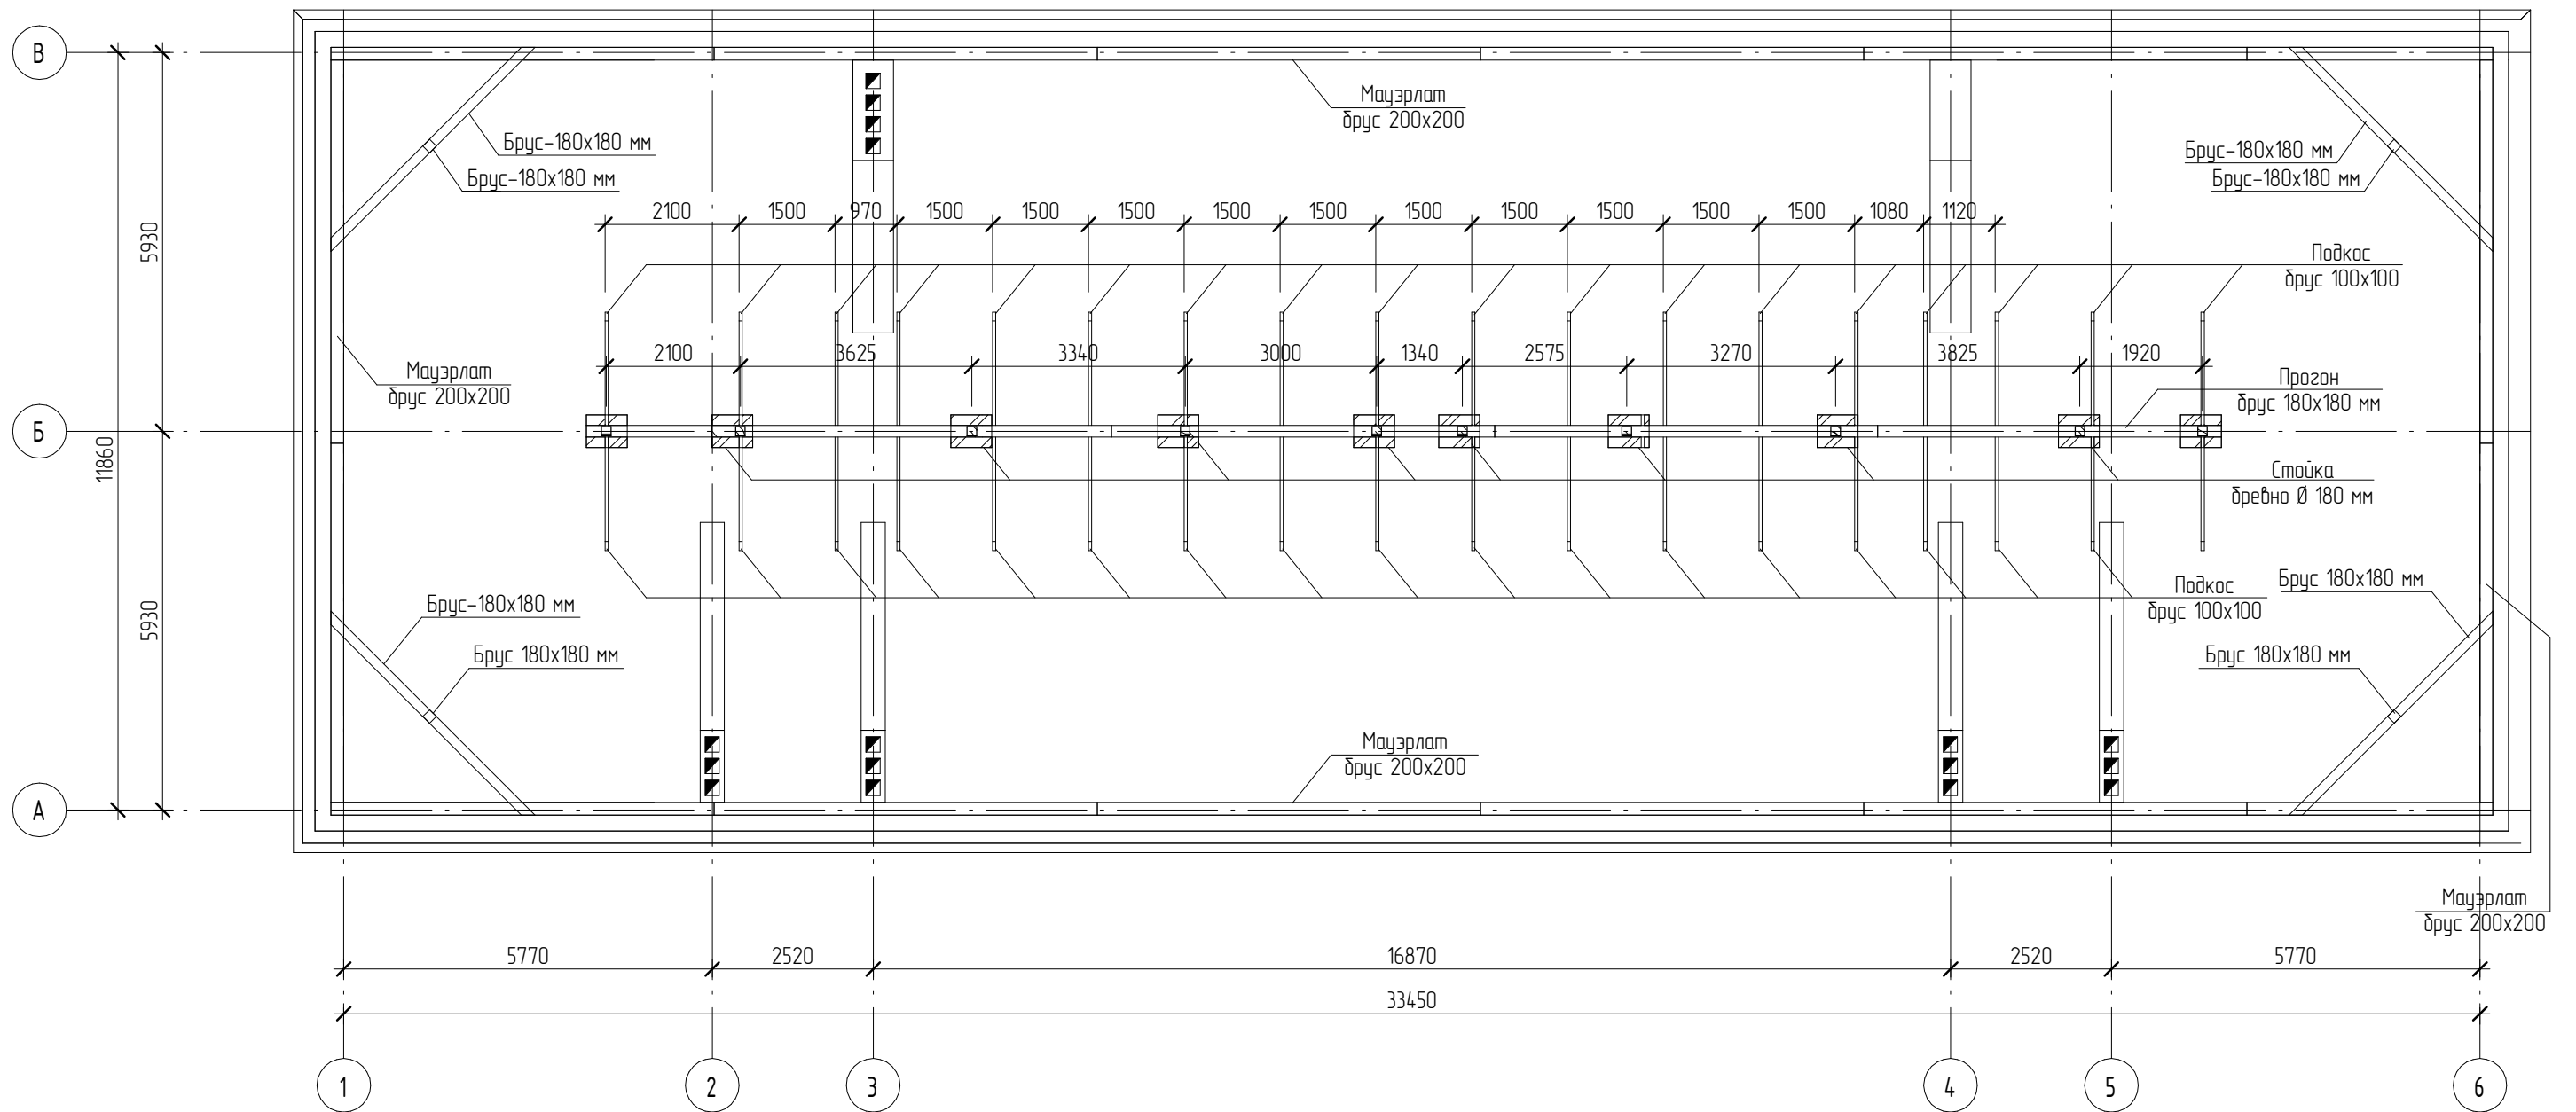 В
Мауэрлат
брус 200х200
Брус-180х180 мм
Брус-180х180 мм
Брус-180х180 мм
Брус-180х180 мм
5930
2100
1500
970
1500
1500
1500
1500
1500
1500
1500
1500
1500
1500
1080
1120
Подкос
брус 100х100
2100
3625
3340
3000
1340
2575
3270
3825
1920
Мауэрлат
брус 200х200
Прогон
брус 180х180 мм
Б
11860
Стойка
бревно Ø 180 мм
5930
Брус-180х180 мм
Брус 180х180 мм
Подкос
брус 100х100
Брус 180х180 мм
Брус 180х180 мм
Мауэрлат
брус 200х200
А
Мауэрлат
брус 200х200
5770
2520
16870
2520
5770
33450
1
2
3
4
5
6